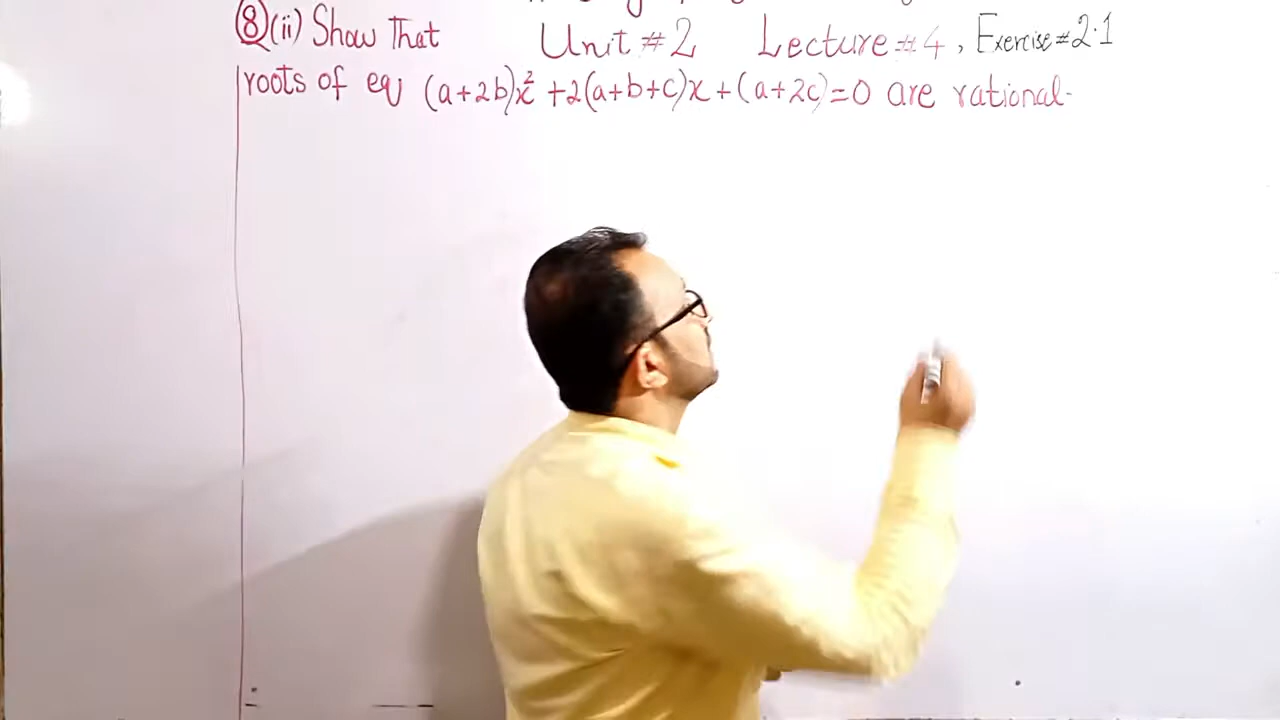 8 (ii) Show That Unit # 2 Lecture # 4, Exercise # 2.1
roots of eq (a+2b)x² +2(a+b+c)x +(a+2c)=0 are rational.